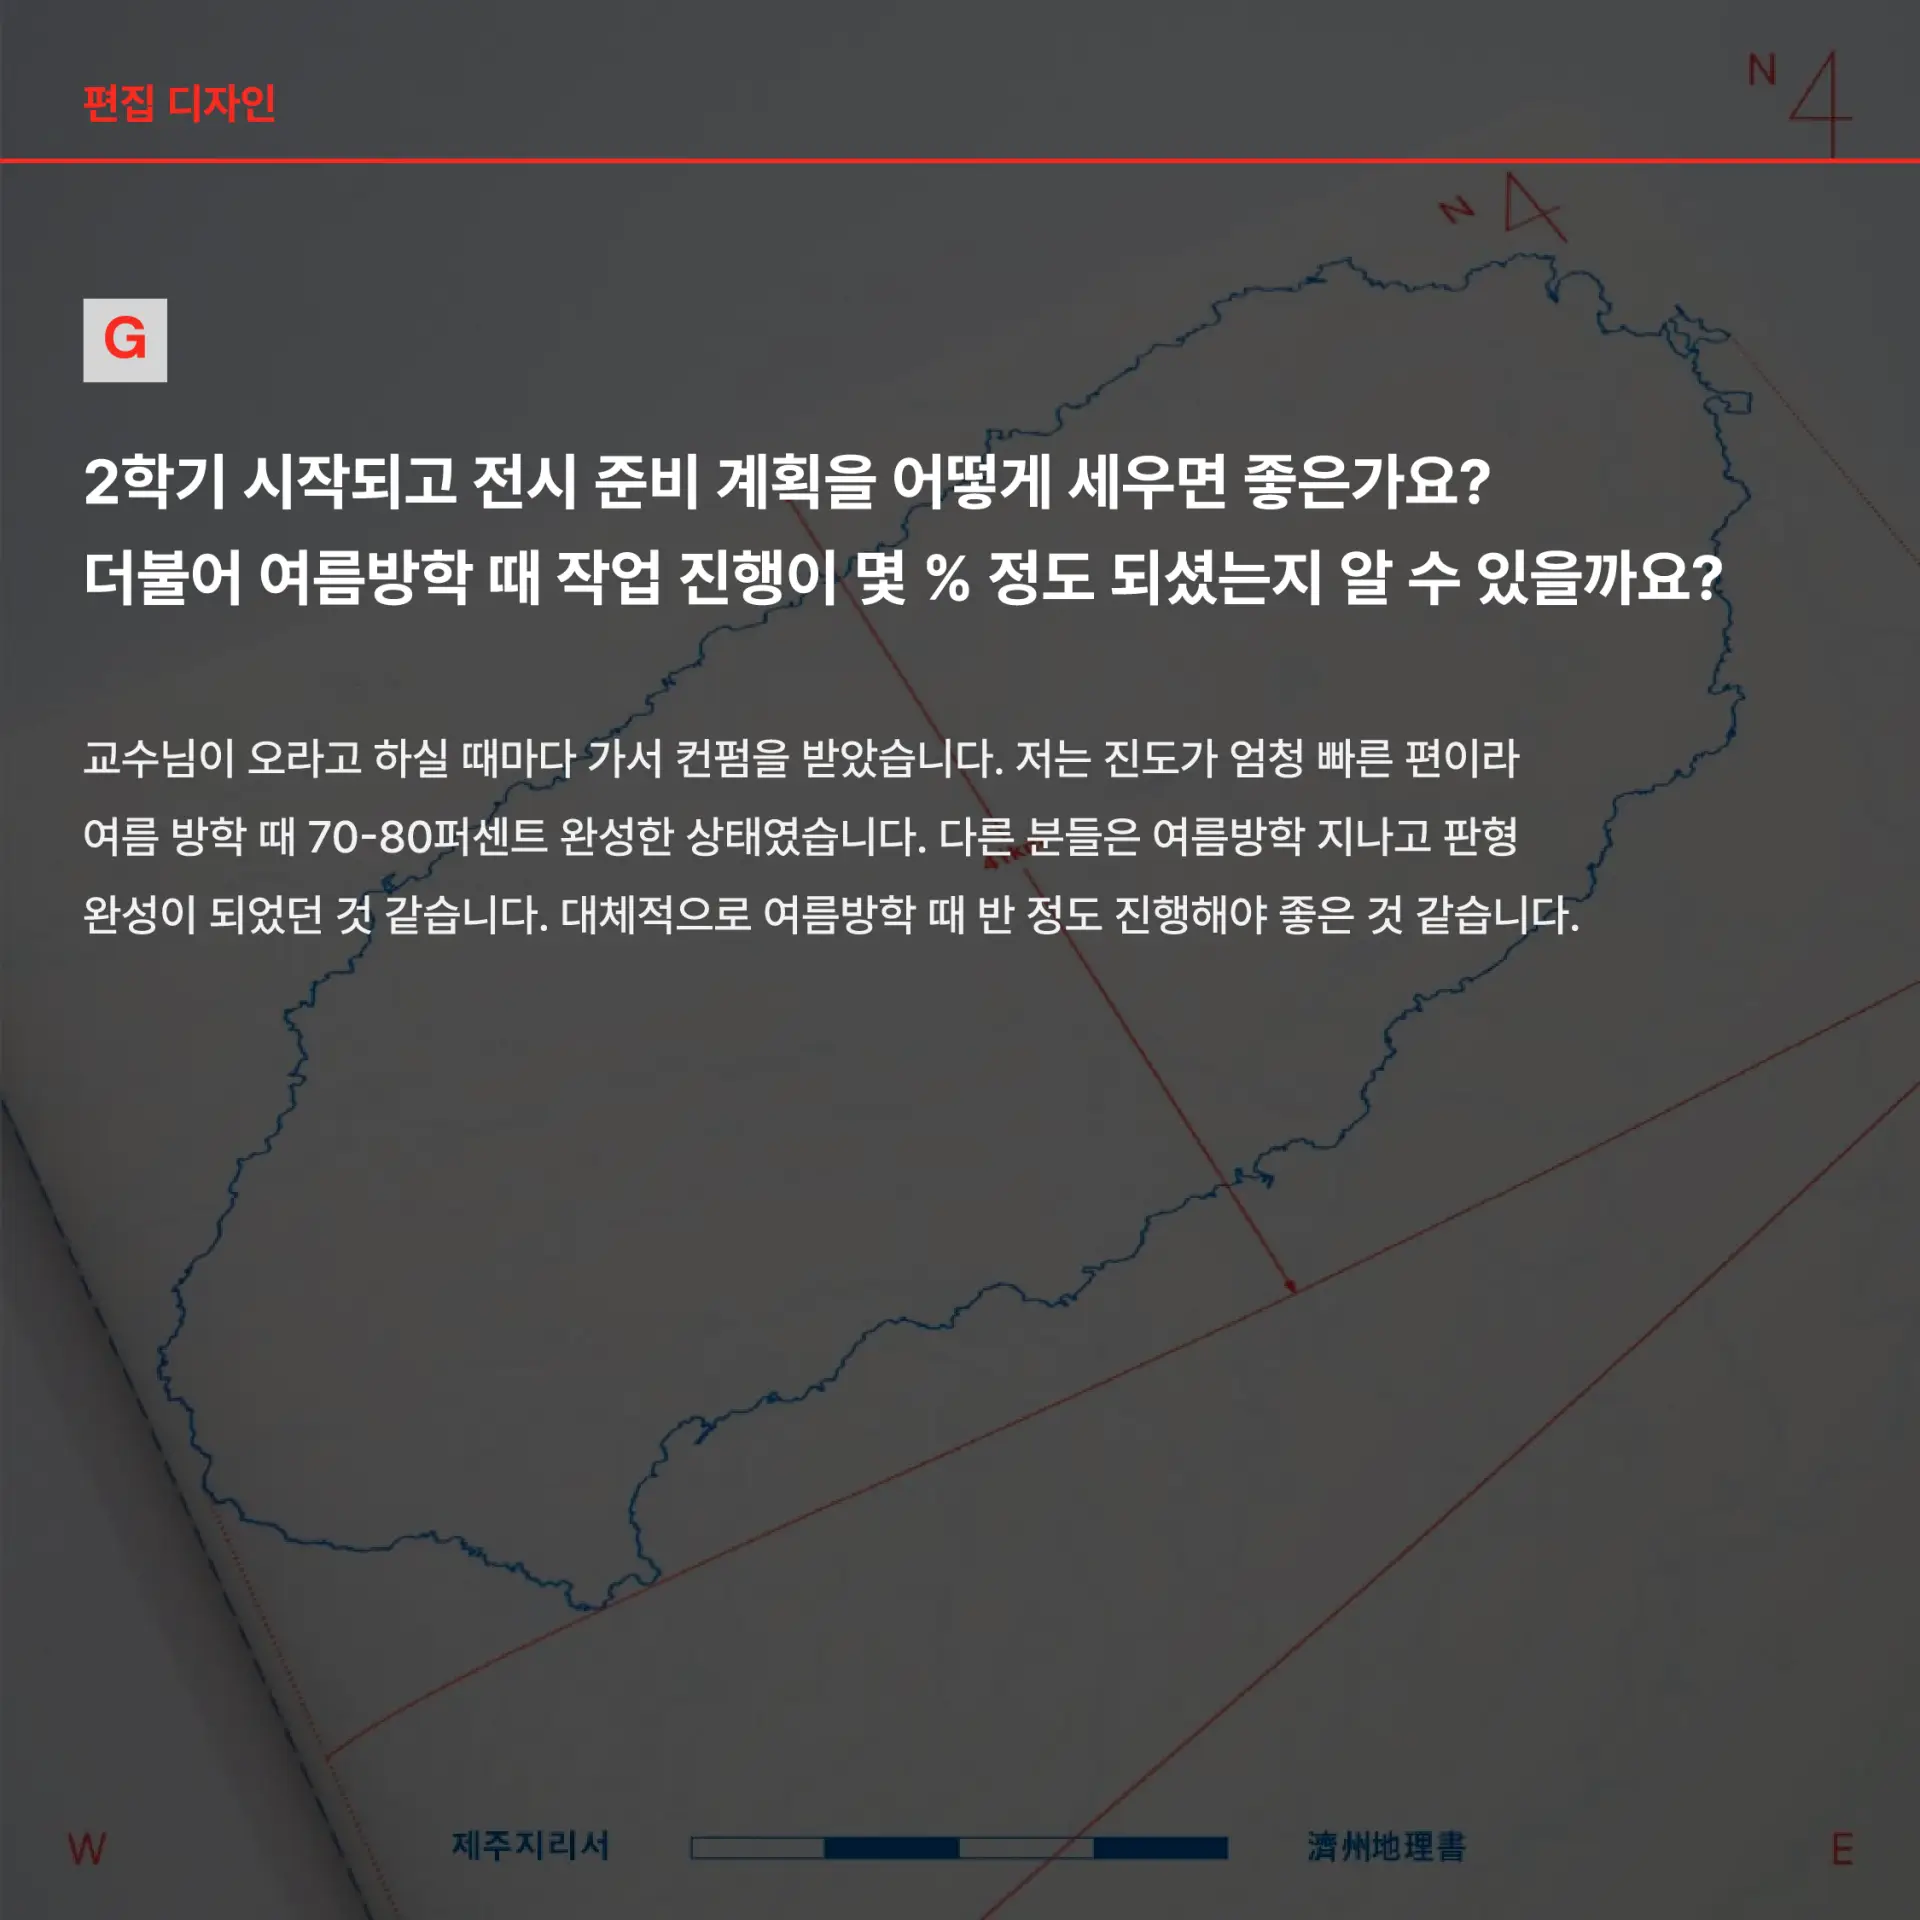 편집 디자인
N
N
G
2학기 시작되고 전시 준비 계획을 어떻게 세우면 좋은가요?
더불어 여름방학 때 작업 진행이 몇 % 정도 되셨는지 알 수 있을까요?
교수님이 오라고 하실 때마다 가서 컨펌을 받았습니다. 저는 진도가 엄청 빠른 편이라
여름 방학 때 70-80퍼센트 완성한 상태였습니다. 다른 분들은 여름방학 지나고 판형
완성이 되었던 것 같습니다. 대체적으로 여름방학 때 반 정도 진행해야 좋은 것 같습니다.
W
제주지리서
濟州地理書
E